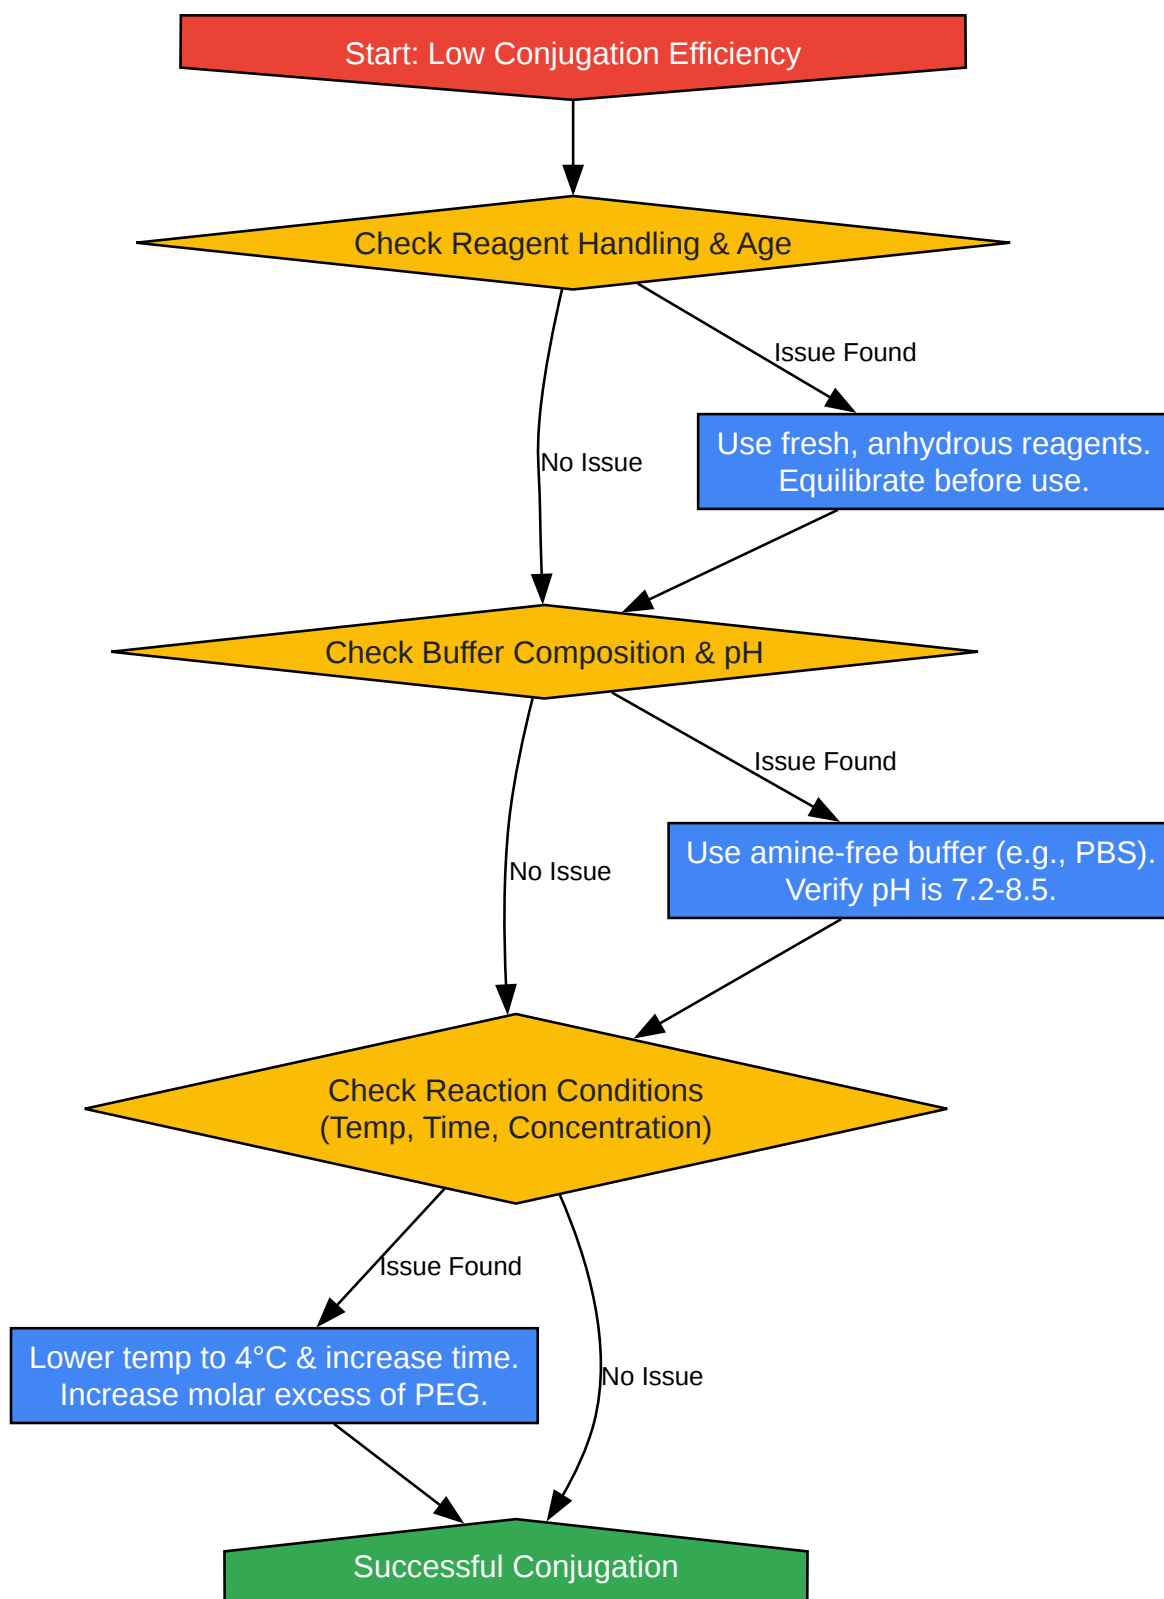 Start: Low Conjugation Efficiency
Check Reagent Handling & Age
Issue Found
Use fresh, anhydrous reagents.
Equilibrate before use.
No Issue
Check Buffer Composition & pH
Issue Found
Use amine-free buffer (e.g., PBS).
Verify pH is 7.2-8.5.
No Issue
Check Reaction Conditions
(Temp, Time, Concentration)
Issue Found
Lower temp to 4°C & increase time.
Increase molar excess of PEG.
No Issue
Successful Conjugation